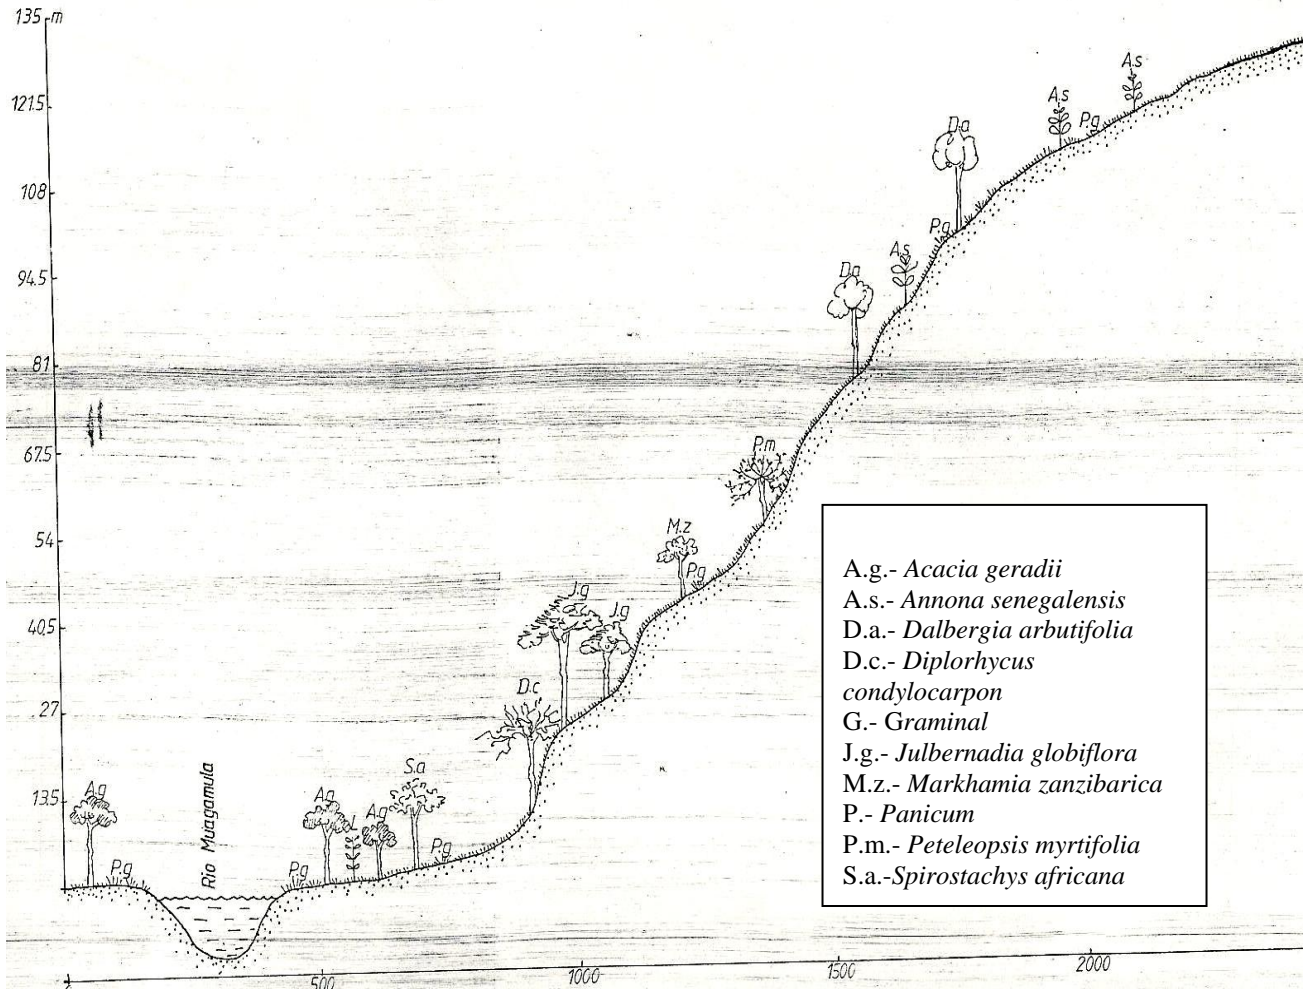 135 m
A.s
121.5
A.s
P.g
D.a
108
P.g
A.s
94.5
D.a
81
67.5
P.m
54
M.z
P.g
J.g
40.5
J.g
D.c
27
S.a
13.5
A.g
A.g
L
A.g
P.g
P.g
P.g
Rio Muagamula
500
1000
1500
2000
A.g.- Acacia geradii
A.s.- Annona senegalensis
D.a.- Dalbergia arbutifolia
D.c.- Diplorhycus
condylocarpon
G.- Graminal
J.g.- Julbernadia globiflora
M.z.- Markhamia zanzibarica
P.- Panicum
P.m.- Peteleopsis myrtifolia
S.a.-Spirostachys africana